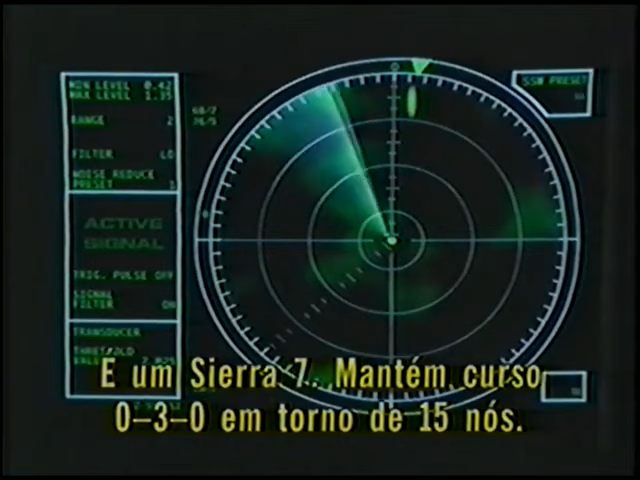 MIN LEVEL 0.42
MAX LEVEL 1.35
RANGE 2
FILTER LO
NOISE REDUCE
PRESET 1
ACTIVE
SIGNAL
TRIG. PULSE OFF
SIGNAL
FILTER ON
TRANSDUCER
SSW PRESET
E um Sierra 7. Mantém curso
0–3–0 em torno de 15 nós.